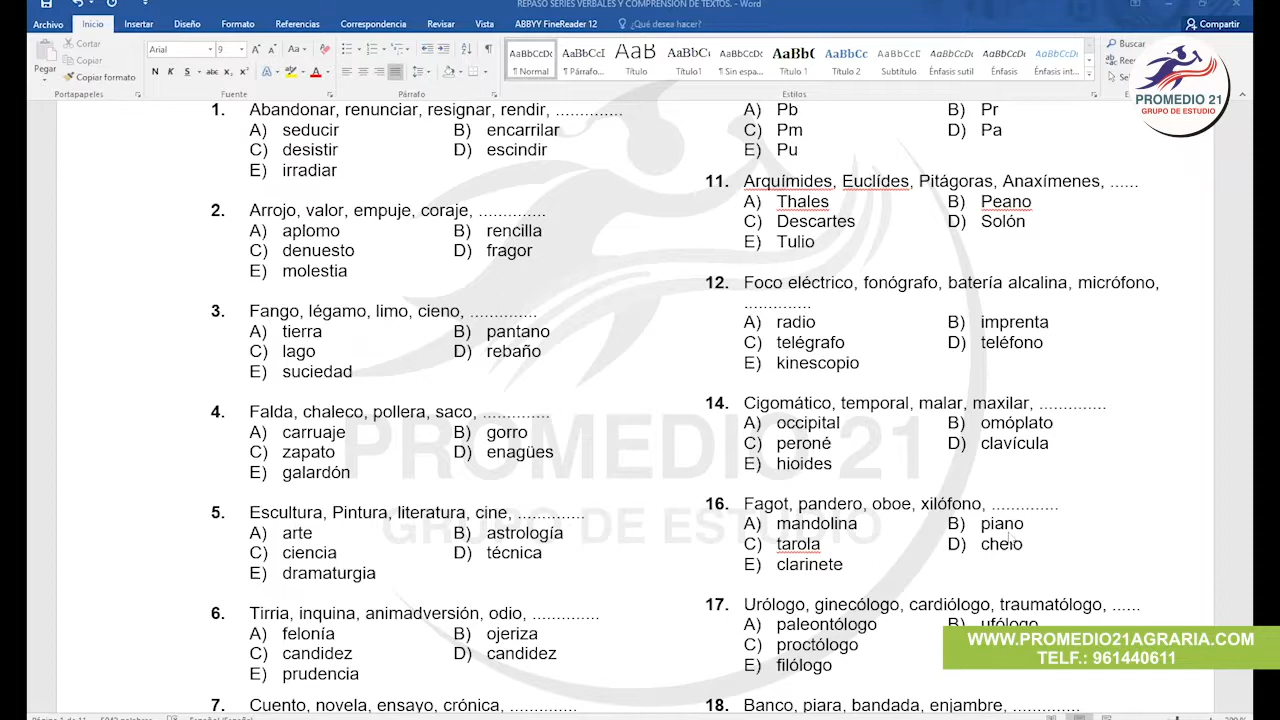 REPASO SERIES VERBALES Y COMPRENSIÓN DE TEXTOS. - Word
Archivo Inicio Insertar Diseño Formato Referencias Correspondencia Revisar Vista ABBYY FineReader 12 ¿Qué desea hacer? Compartir
Pegar
Cortar
Copiar
Copiar formato
Portapapeles
Arial 9
N K S abc
Fuente
Párrafo
AaBbCcDc ¶ Normal
AaBbCcI ¶ Párrafo...
AaB Título
AaBbCc Título1
AaBbCcDc ¶ Sin espa...
AaBb( Título 1
AaBbCc Título 2
AaBbCcD Subtítulo
AaBbCcDc Énfasis sutil
AaBbCcDc Énfasis
AaBbCcDc Énfasis int...
Estilos
Buscar
PROMEDIO 21
GRUPO DE ESTUDIO
1. Abandonar, renunciar, resignar, rendir, ..............
A) seducir B) encarrilar
C) desistir D) escindir
E) irradiar
2. Arrojo, valor, empuje, coraje, ..............
A) aplomo B) rencilla
C) denuesto D) fragor
E) molestia
3. Fango, légamo, limo, cieno, ..............
A) tierra B) pantano
C) lago D) rebaño
E) suciedad
4. Falda, chaleco, pollera, saco, ..............
A) carruaje B) gorro
C) zapato D) enagües
E) galardón
5. Escultura, Pintura, literatura, cine, ..............
A) arte B) astrología
C) ciencia D) técnica
E) dramaturgia
6. Tirria, inquina, animadversión, odio, ..............
A) felonía B) ojeriza
C) candidez D) candidez
E) prudencia
7. Cuento, novela, ensayo, crónica, ..............
A) Pb B) Pr
C) Pm D) Pa
E) Pu
11. Arquímides, Euclídes, Pitágoras, Anaxímenes, ......
A) Thales B) Peano
C) Descartes D) Solón
E) Tulio
12. Foco eléctrico, fonógrafo, batería alcalina, micrófono,
..............
A) radio B) imprenta
C) telégrafo D) teléfono
E) kinescopio
14. Cigomático, temporal, malar, maxilar, ..............
A) occipital B) omóplato
C) peroné D) clavícula
E) hioides
16. Fagot, pandero, oboe, xilófono, ..............
A) mandolina B) piano
C) tarola D) chelo
E) clarinete
17. Urólogo, ginecólogo, cardiólogo, traumatólogo, ......
A) paleontólogo B) ufólogo
C) proctólogo
E) filólogo
18. Banco, piara, bandada, enjambre, ..............
PROMEDIO 21
GRUPO DE ESTUDIO
WWW.PROMEDIO21AGRARIA.COM
TELF.: 961440611